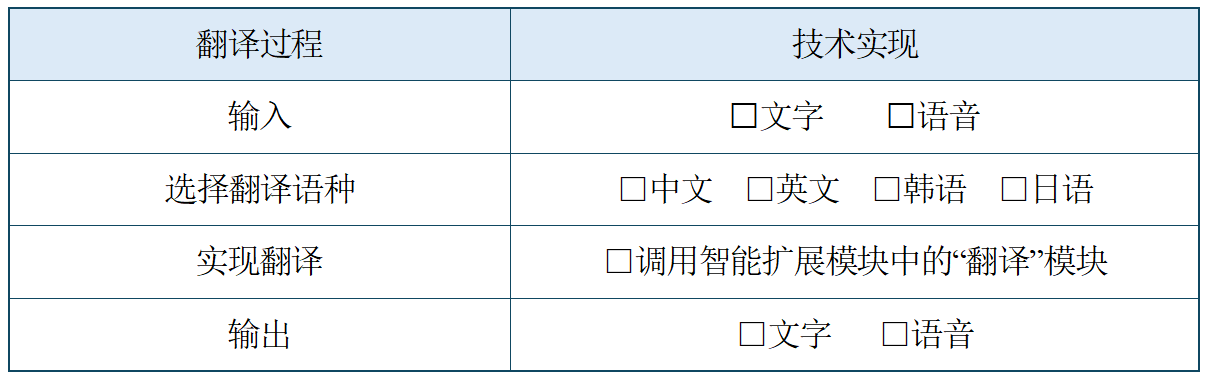 翻译过程 技术实现
输入 □文字 □语音
选择翻译语种 □中文 □英文 □韩语 □日语
实现翻译 □调用智能扩展模块中的“翻译”模块
输出 □文字 □语音